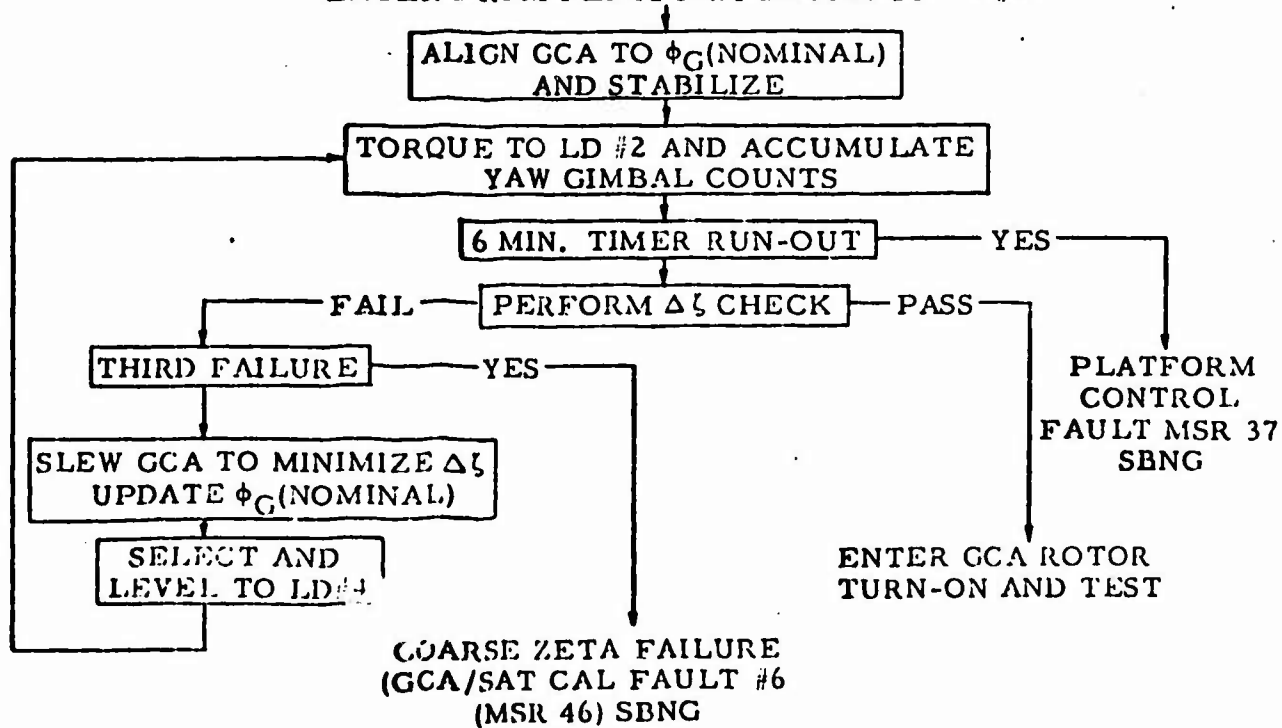 ALIGN GCA TO ϕG(NOMINAL)
AND STABILIZE
TORQUE TO LD #2 AND ACCUMULATE
YAW GIMBAL COUNTS
6 MIN. TIMER RUN-OUT
YES
FAIL
PERFORM Δζ CHECK
PASS
THIRD FAILURE
YES
PLATFORM
CONTROL
FAULT MSR 37
SBNG
SLEW GCA TO MINIMIZE Δζ
UPDATE ϕG(NOMINAL)
SELECT AND
LEVEL TO LD#4
ENTER GCA ROTOR
TURN-ON AND TEST
COARSE ZETA FAILURE
(GCA/SAT CAL FAULT #6
(MSR 46) SBNG